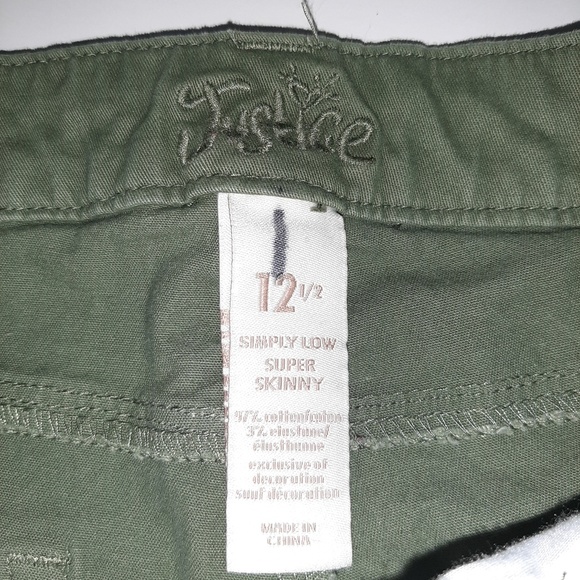 Justice
12 1/2
SIMPLY LOW
SUPER
SKINNY
97% cotton/coton
3% elastane/
élasthanne
exclusive of
decoration
sauf décoration
MADE IN
CHINA